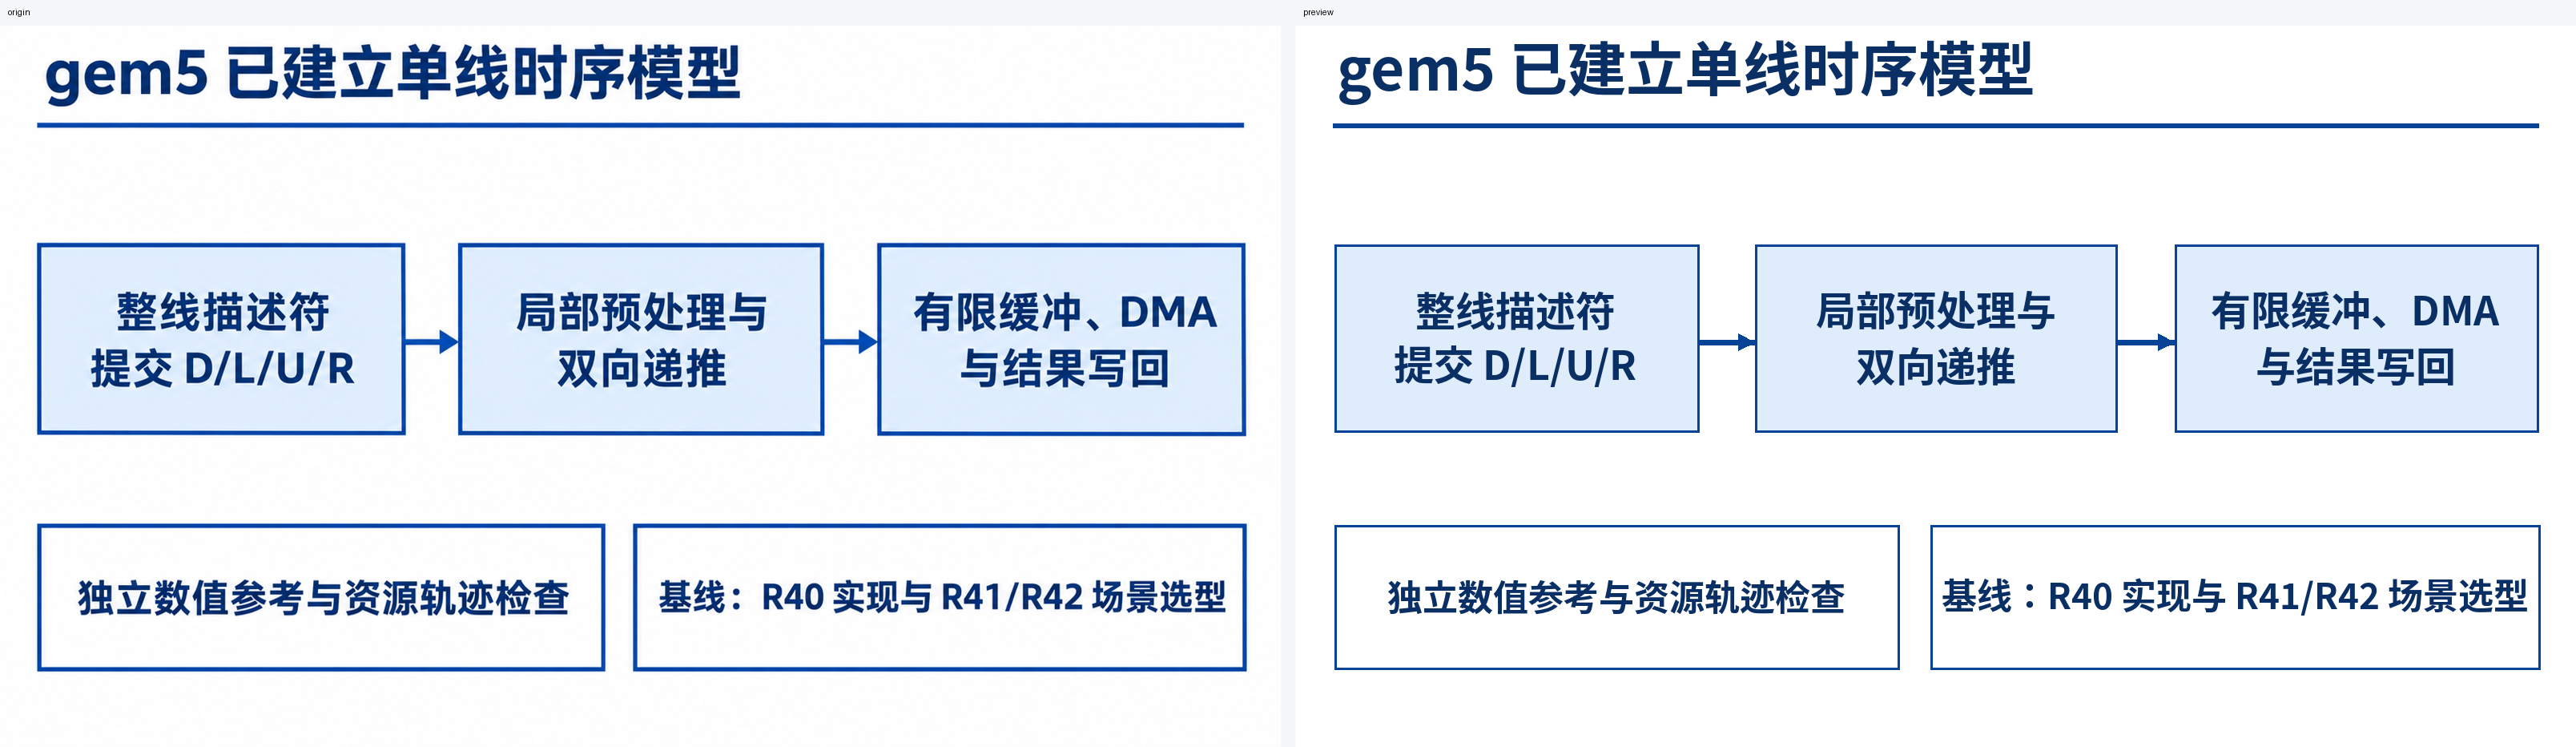 origin
gem5 已建立单线时序模型
整线描述符
提交 D/L/U/R
局部预处理与
双向递推
有限缓冲、DMA
与结果写回
独立数值参考与资源轨迹检查
基线：R40 实现与 R41/R42 场景选型
preview
gem5 已建立单线时序模型
整线描述符
提交 D/L/U/R
局部预处理与
双向递推
有限缓冲、DMA
与结果写回
独立数值参考与资源轨迹检查
基线：R40 实现与 R41/R42 场景选型